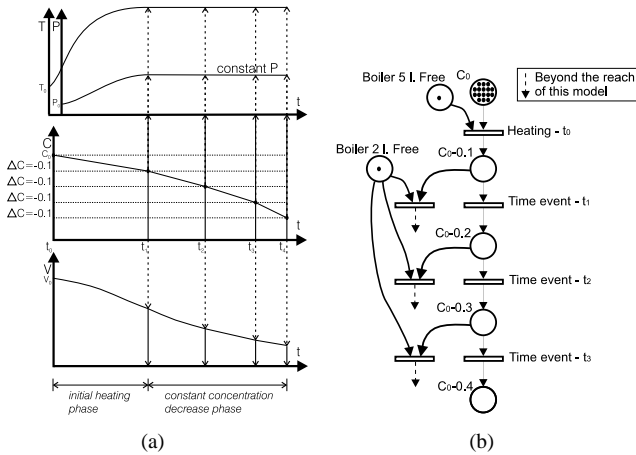 T P
constant P
T₀
P₀
t
C
C₀
ΔC=-0.1
ΔC=-0.1
ΔC=-0.1
ΔC=-0.1
t
t₀ t₁ t₂ t₃ t₄
V
V₀
t
initial heating
phase
constant concentration
decrease phase
(a)
Boiler 5 l. Free
C₀
Beyond the reach
of this model
Heating - t₀
Boiler 2 l. Free
C₀-0.1
Time event - t₁
C₀-0.2
Time event - t₂
C₀-0.3
Time event - t₃
C₀-0.4
(b)